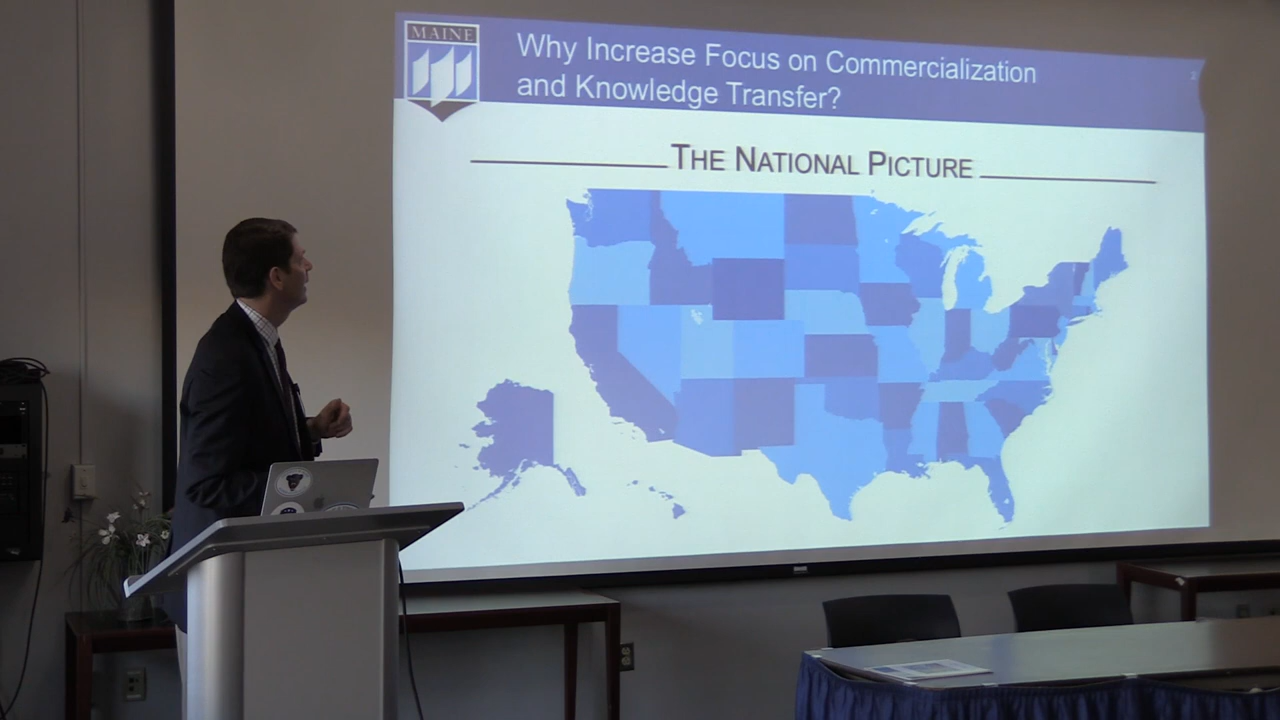 MAINE
Why Increase Focus on Commercialization
and Knowledge Transfer?
THE NATIONAL PICTURE